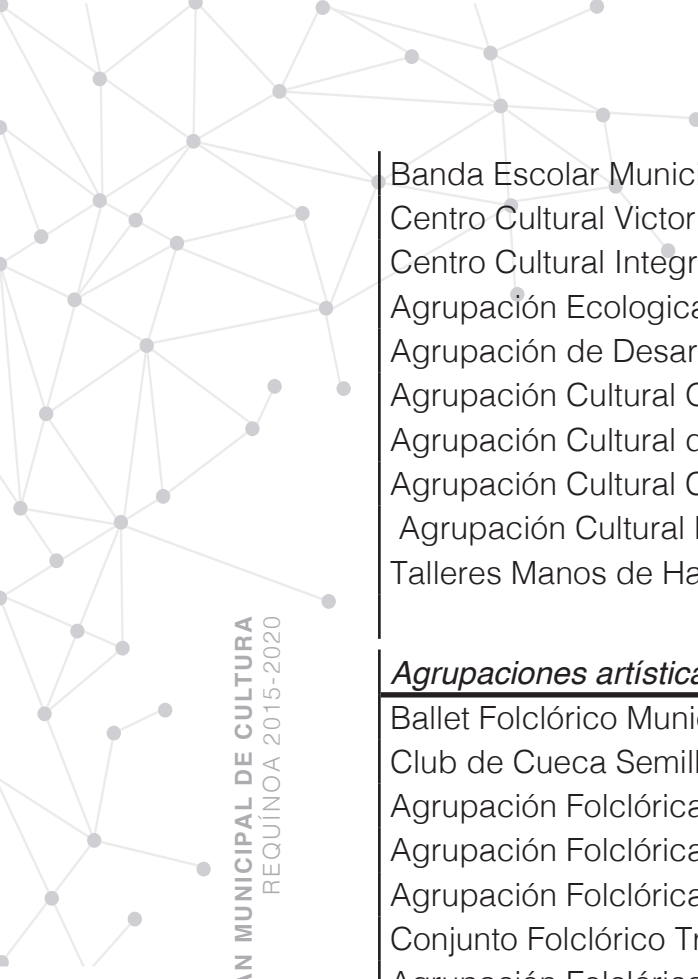 Banda Escolar Munic
Centro Cultural Victor
Centro Cultural Integr
Agrupación Ecologica
Agrupación de Desar
Agrupación Cultural
Agrupación Cultural
Agrupación Cultural
Agrupación Cultural
Talleres Manos de Ha
Agrupaciones artística
Ballet Folclórico Muni
Club de Cueca Semill
Agrupación Folclórica
Agrupación Folclórica
Agrupación Folclórica
Conjunto Folclórico Tr
MUNICIPAL DE CULTURA
REQUÍNOA 2015-2020